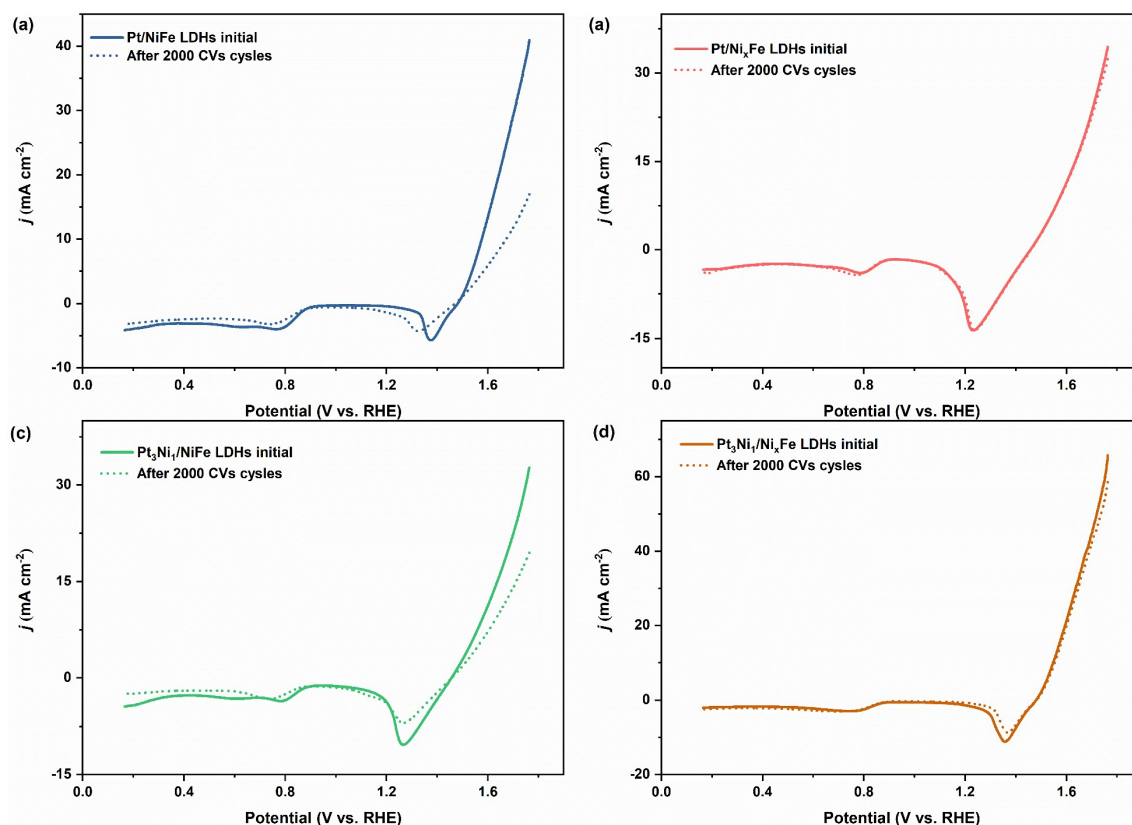 (a)
Pt/NiFe LDHs initial
After 2000 CVs cysles
40
30
20
10
0
-10
j (mA cm⁻²)
0.0 0.4 0.8 1.2 1.6
Potential (V vs. RHE)
(a)
Pt/NiₓFe LDHs initial
After 2000 CVs cysles
30
15
0
-15
j (mA cm⁻²)
0.0 0.4 0.8 1.2 1.6
Potential (V vs. RHE)
(c)
Pt₃Ni₁/NiFe LDHs initial
After 2000 CVs cysles
30
15
0
-15
j (mA cm⁻²)
0.0 0.4 0.8 1.2 1.6
Potential (V vs. RHE)
(d)
Pt₃Ni₁/NiₓFe LDHs initial
After 2000 CVs cysles
60
40
20
0
-20
j (mA cm⁻²)
0.0 0.4 0.8 1.2 1.6
Potential (V vs. RHE)